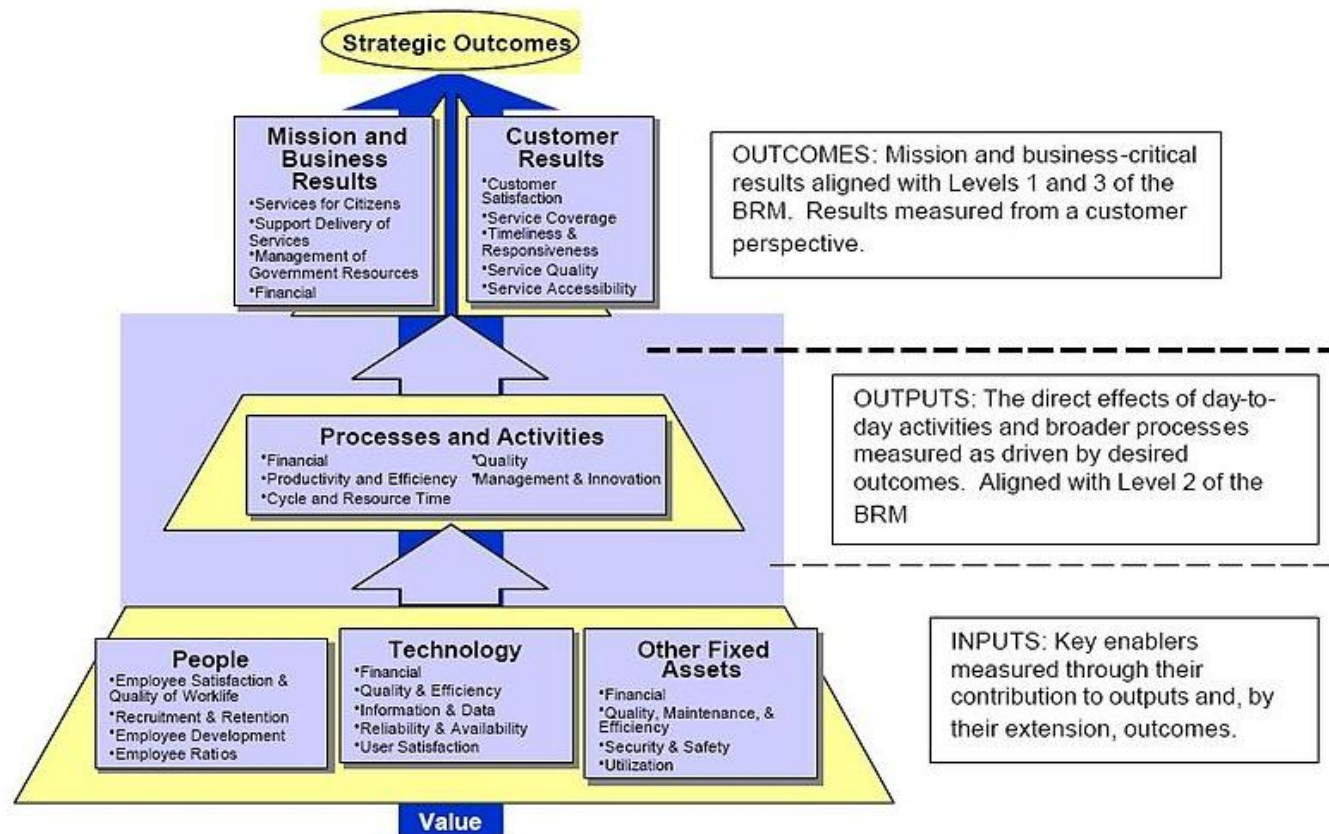 Strategic Outcomes
Mission and
Business
Results
•Services for Citizens
•Support Delivery of
Services
•Management of
Government Resources
•Financial
Customer
Results
•Customer
Satisfaction
•Service Coverage
•Timeliness &
Responsiveness
•Service Quality
•Service Accessibility
OUTCOMES: Mission and business-critical
results aligned with Levels 1 and 3 of the
BRM. Results measured from a customer
perspective.
Processes and Activities
•Financial
•Productivity and Efficiency
•Cycle and Resource Time
•Quality
•Management & Innovation
OUTPUTS: The direct effects of day-to-
day activities and broader processes
measured as driven by desired
outcomes. Aligned with Level 2 of the
BRM
People
•Employee Satisfaction &
Quality of Worklife
•Recruitment & Retention
•Employee Development
•Employee Ratios
Technology
•Financial
•Quality & Efficiency
•Information & Data
•Reliability & Availability
•User Satisfaction
Other Fixed
Assets
•Financial
•Quality, Maintenance, &
Efficiency
•Security & Safety
•Utilization
INPUTS: Key enablers
measured through their
contribution to outputs and, by
their extension, outcomes.
Value